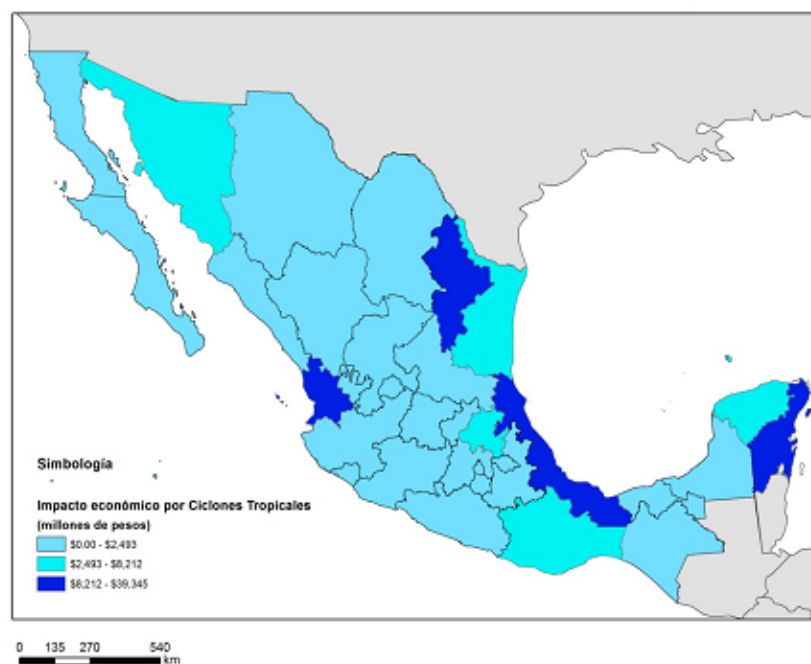 Simbología
Impacto económico por Ciclones Tropicales
(millones de pesos)
$0.00 - $2,493
$2,493 - $8,212
$8,212 - $39,345
0 135 270 540
km